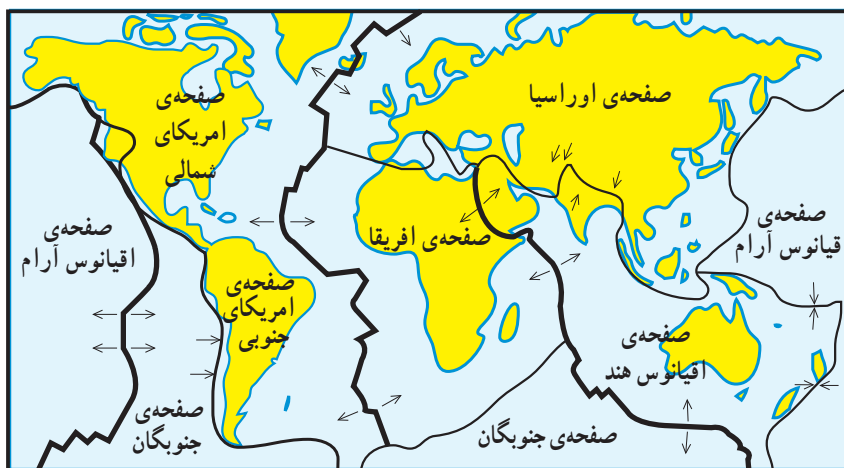 صفحه‌ی
امریکای
شمالی
صفحه‌ی اوراسیا
صفحه‌ی
اقیانوس آرام
صفحه‌ی افریقا
صفحه‌ی
قیانوس آرام
صفحه‌ی
امریکای
جنوبی
صفحه‌ی
اقیانوس هند
صفحه‌ی
جنوبگان
صفحه‌ی جنوبگان